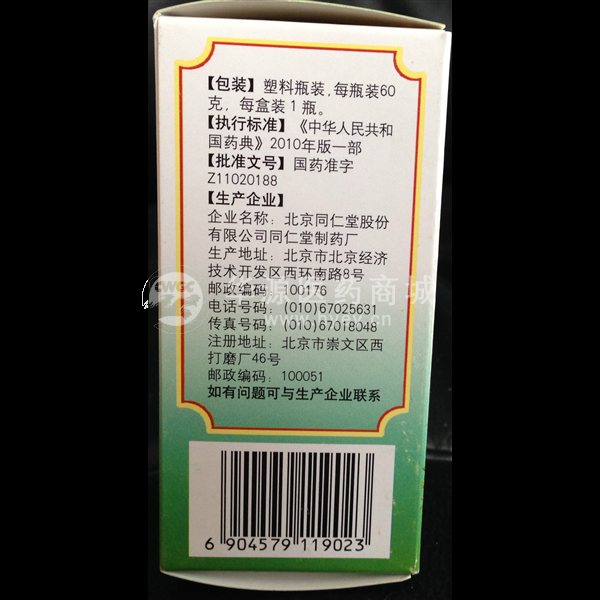 【包装】塑料瓶装,每瓶装60
克，每盒装1瓶。
【执行标准】《中华人民共和
国药典》2010年版一部
【批准文号】国药准字
Z11020188
【生产企业】
企业名称：北京同仁堂股份
有限公司同仁堂制药厂
生产地址：北京市北京经济
技术开发区西环南路8号
邮政编码：100176
电话号码：(010)67025631
传真号码：(010)67018048
注册地址：北京市崇文区西
打磨厂46号
邮政编码：100051
如有问题可与生产企业联系
CWGC
华源医药商城
6 904579 119023